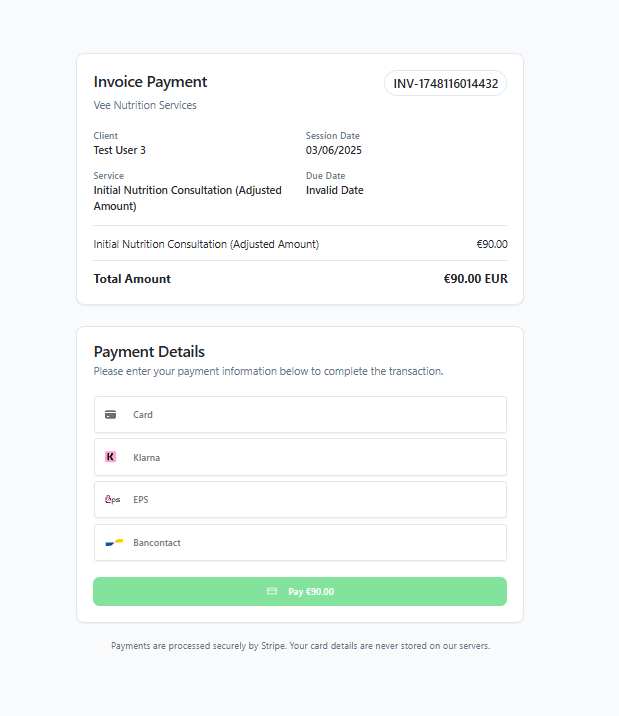 Invoice Payment
INV-1748116014432
Vee Nutrition Services
Client
Session Date
Test User 3
03/06/2025
Service
Due Date
Initial Nutrition Consultation (Adjusted
Amount)
Invalid Date
Initial Nutrition Consultation (Adjusted Amount)
€90.00
Total Amount
€90.00 EUR
Payment Details
Please enter your payment information below to complete the transaction.
Card
K
Klarna
eps
EPS
Bancontact
Pay €90.00
Payments are processed securely by Stripe. Your card details are never stored on our servers.